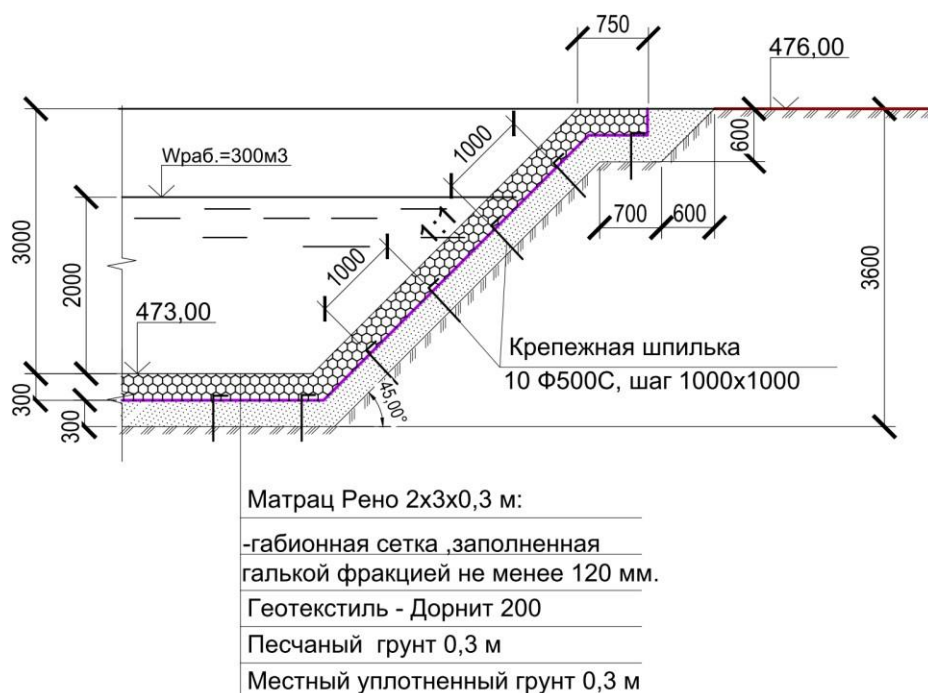 750
476,00
1000
600
Wраб.=300м3
1:1
700
600
3000
2000
1000
3600
473,00
Крепежная шпилька
10 Ф500С, шаг 1000х1000
300
300
45,00°
Матрац Рено 2х3х0,3 м:
-габионная сетка ,заполненная
галькой фракцией не менее 120 мм.
Геотекстиль - Дорнит 200
Песчаный грунт 0,3 м
Местный уплотненный грунт 0,3 м